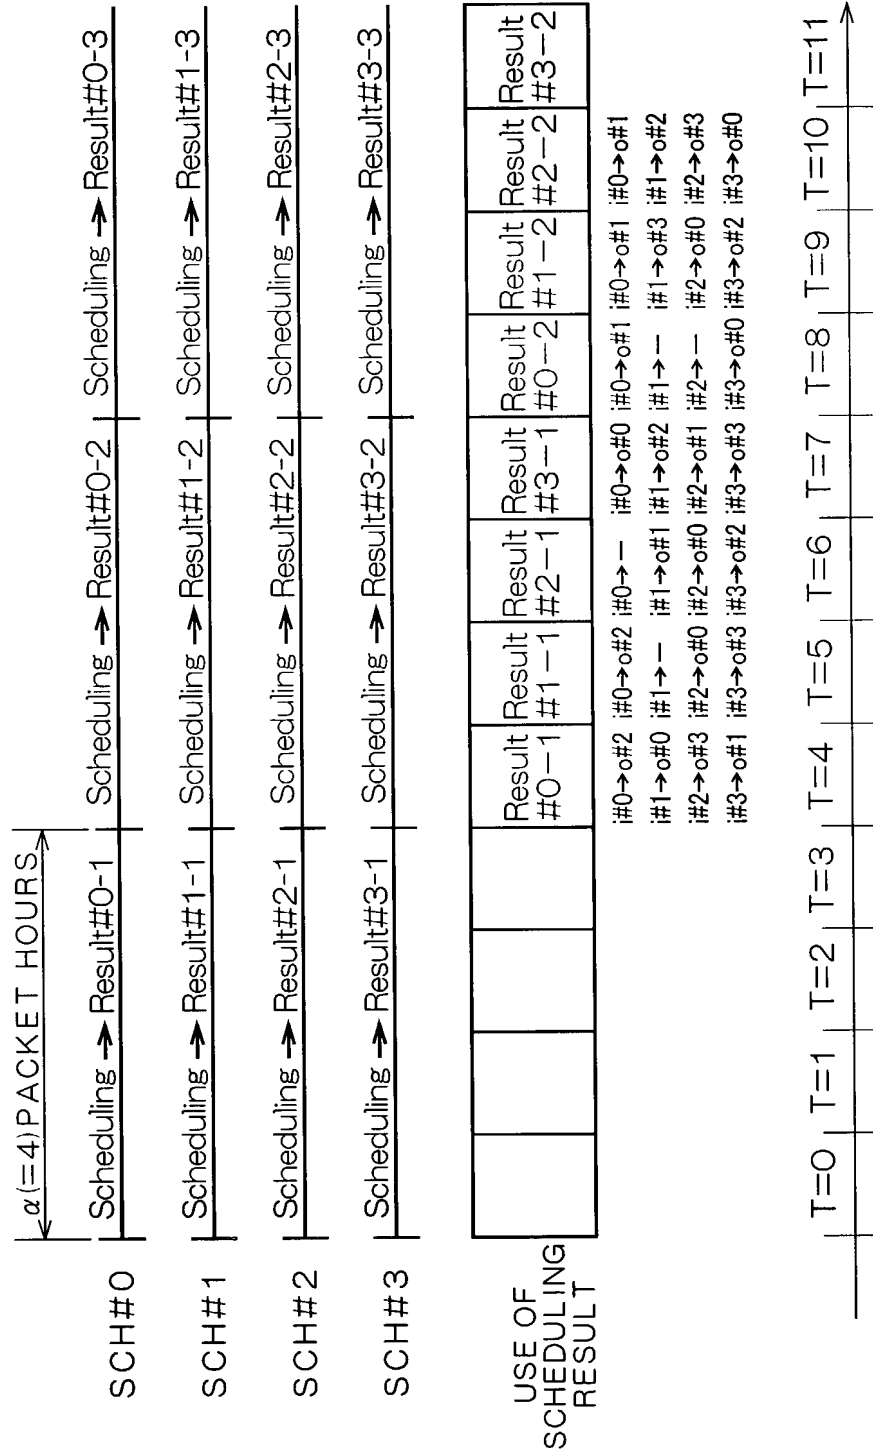 α(=4)PACKET HOURS
SCH#0
Scheduling → Result#0-1
Scheduling → Result#0-2
Scheduling → Result#0-3
SCH#1
Scheduling → Result#1-1
Scheduling → Result#1-2
Scheduling → Result#1-3
SCH#2
Scheduling → Result#2-1
Scheduling → Result#2-2
Scheduling → Result#2-3
SCH#3
Scheduling → Result#3-1
Scheduling → Result#3-2
Scheduling → Result#3-3
USE OF
SCHEDULING
RESULT
Result
#0-1
Result
#1-1
Result
#2-1
Result
#3-1
Result
#0-2
Result
#1-2
Result
#2-2
Result
#3-2
i#0→o#2 i#0→o#2 i#0→— i#0→o#0 i#0→o#1 i#0→o#1 i#0→o#1
i#1→o#0 i#1→— i#1→o#1 i#1→o#2 i#1→— i#1→o#3 i#1→o#2
i#2→o#3 i#2→o#0 i#2→o#0 i#2→o#1 i#2→— i#2→o#0 i#2→o#3
i#3→o#1 i#3→o#3 i#3→o#2 i#3→o#3 i#3→o#0 i#3→o#2 i#3→o#0
T=0 T=1 T=2 T=3 T=4 T=5 T=6 T=7 T=8 T=9 T=10 T=11